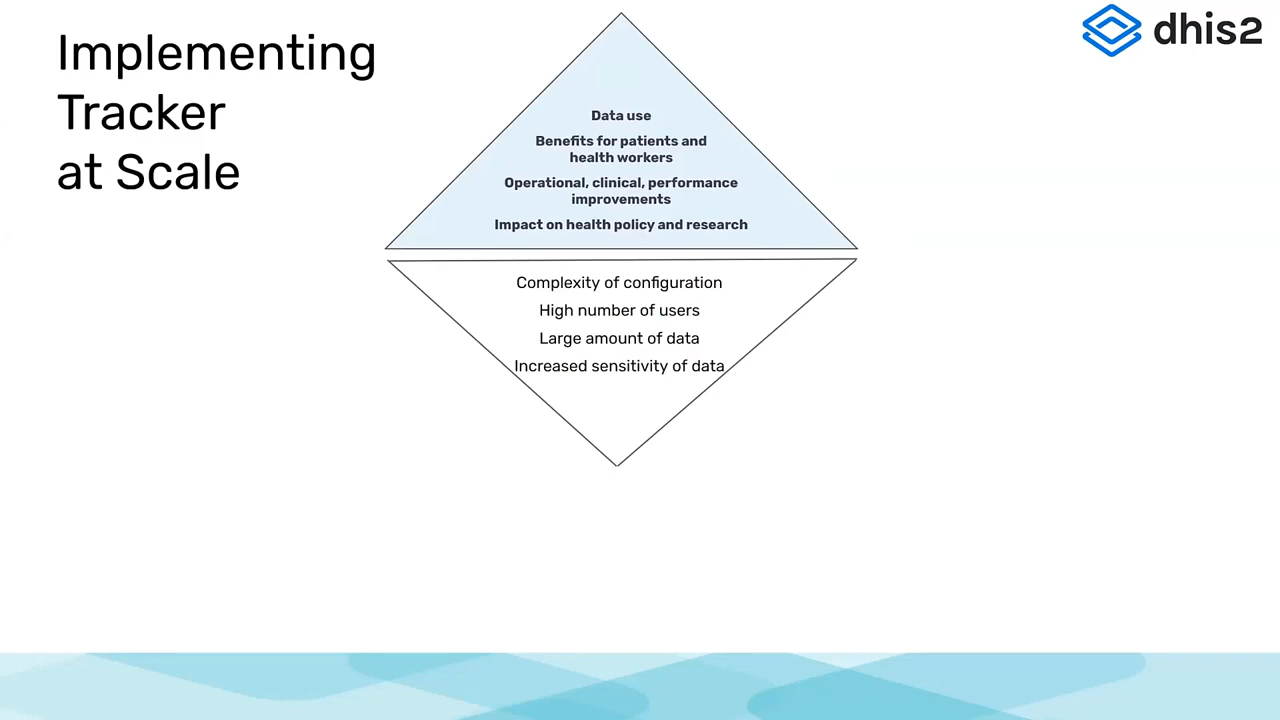 Implementing
Tracker
at Scale
dhis2
Data use
Benefits for patients and
health workers
Operational, clinical, performance
improvements
Impact on health policy and research
Complexity of configuration
High number of users
Large amount of data
Increased sensitivity of data